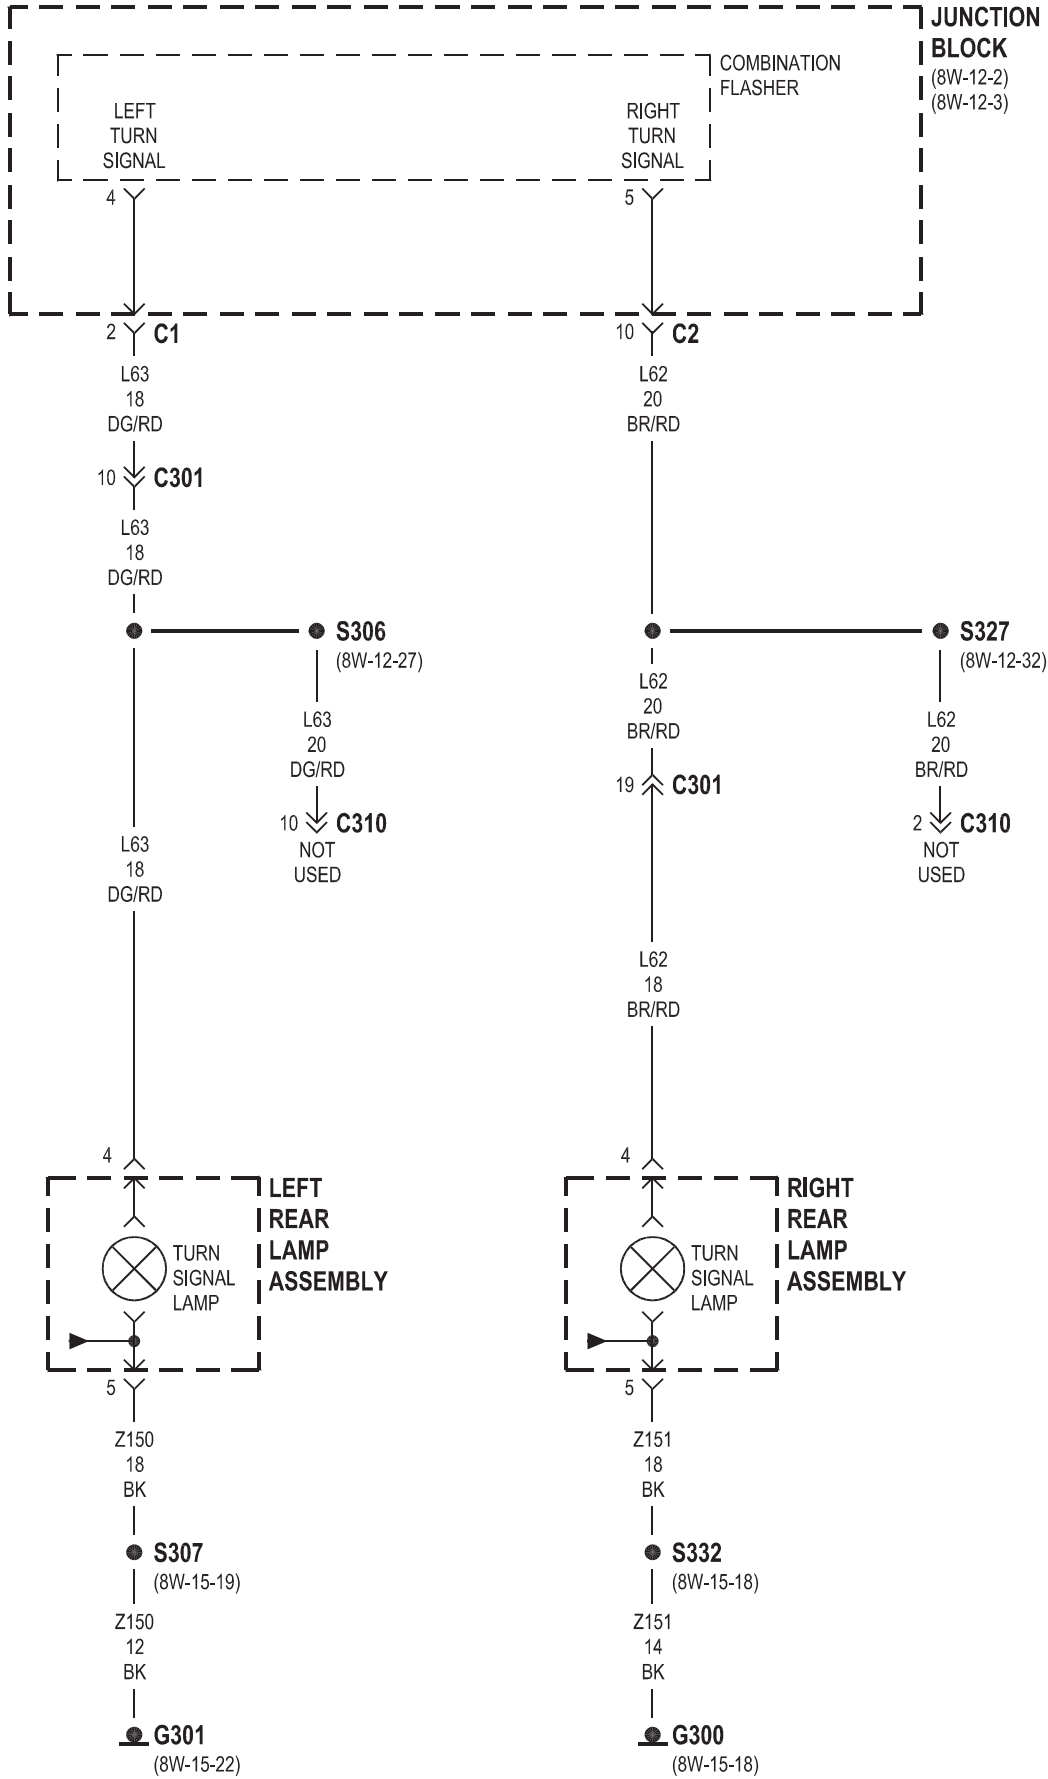 JUNCTION
BLOCK
(8W-12-2)
(8W-12-3)
COMBINATION
FLASHER
LEFT
TURN
SIGNAL
RIGHT
TURN
SIGNAL
4
5
2 C1
10 C2
L63
18
DG/RD
L62
20
BR/RD
10 C301
L63
18
DG/RD
S306
(8W-12-27)
S327
(8W-12-32)
L62
20
BR/RD
L63
20
DG/RD
L62
20
BR/RD
19 C301
10 C310
NOT
USED
2 C310
NOT
USED
L63
18
DG/RD
L62
18
BR/RD
4
4
LEFT
REAR
LAMP
ASSEMBLY
TURN
SIGNAL
LAMP
RIGHT
REAR
LAMP
ASSEMBLY
TURN
SIGNAL
LAMP
5
5
Z150
18
BK
Z151
18
BK
S307
(8W-15-19)
S332
(8W-15-18)
Z150
12
BK
Z151
14
BK
G301
(8W-15-22)
G300
(8W-15-18)